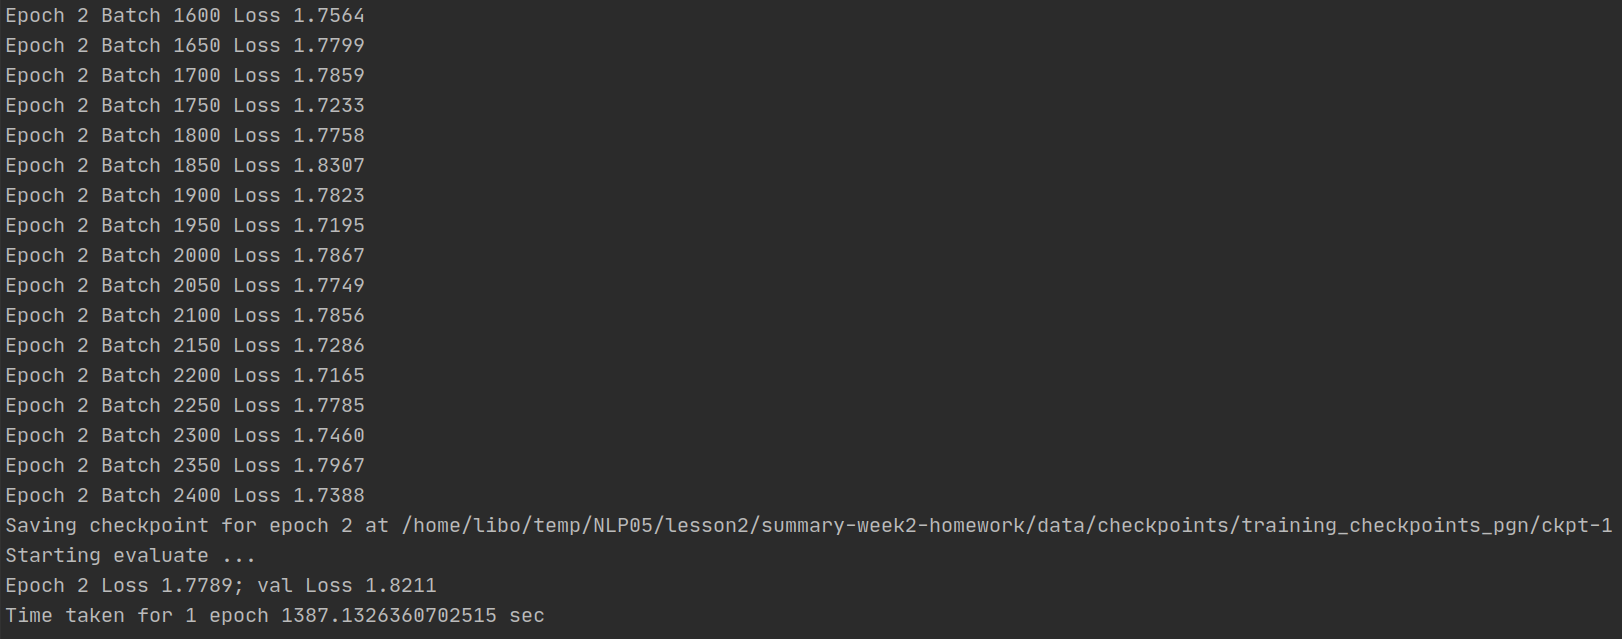 Epoch 2 Batch 1600 Loss 1.7564
Epoch 2 Batch 1650 Loss 1.7799
Epoch 2 Batch 1700 Loss 1.7859
Epoch 2 Batch 1750 Loss 1.7233
Epoch 2 Batch 1800 Loss 1.7758
Epoch 2 Batch 1850 Loss 1.8307
Epoch 2 Batch 1900 Loss 1.7823
Epoch 2 Batch 1950 Loss 1.7195
Epoch 2 Batch 2000 Loss 1.7867
Epoch 2 Batch 2050 Loss 1.7749
Epoch 2 Batch 2100 Loss 1.7856
Epoch 2 Batch 2150 Loss 1.7286
Epoch 2 Batch 2200 Loss 1.7165
Epoch 2 Batch 2250 Loss 1.7785
Epoch 2 Batch 2300 Loss 1.7460
Epoch 2 Batch 2350 Loss 1.7967
Epoch 2 Batch 2400 Loss 1.7388
Saving checkpoint for epoch 2 at /home/libo/temp/NLP05/lesson2/summary-week2-homework/data/checkpoints/training_checkpoints_pgn/ckpt-1
Starting evaluate ...
Epoch 2 Loss 1.7789; val Loss 1.8211
Time taken for 1 epoch 1387.1326360702515 sec